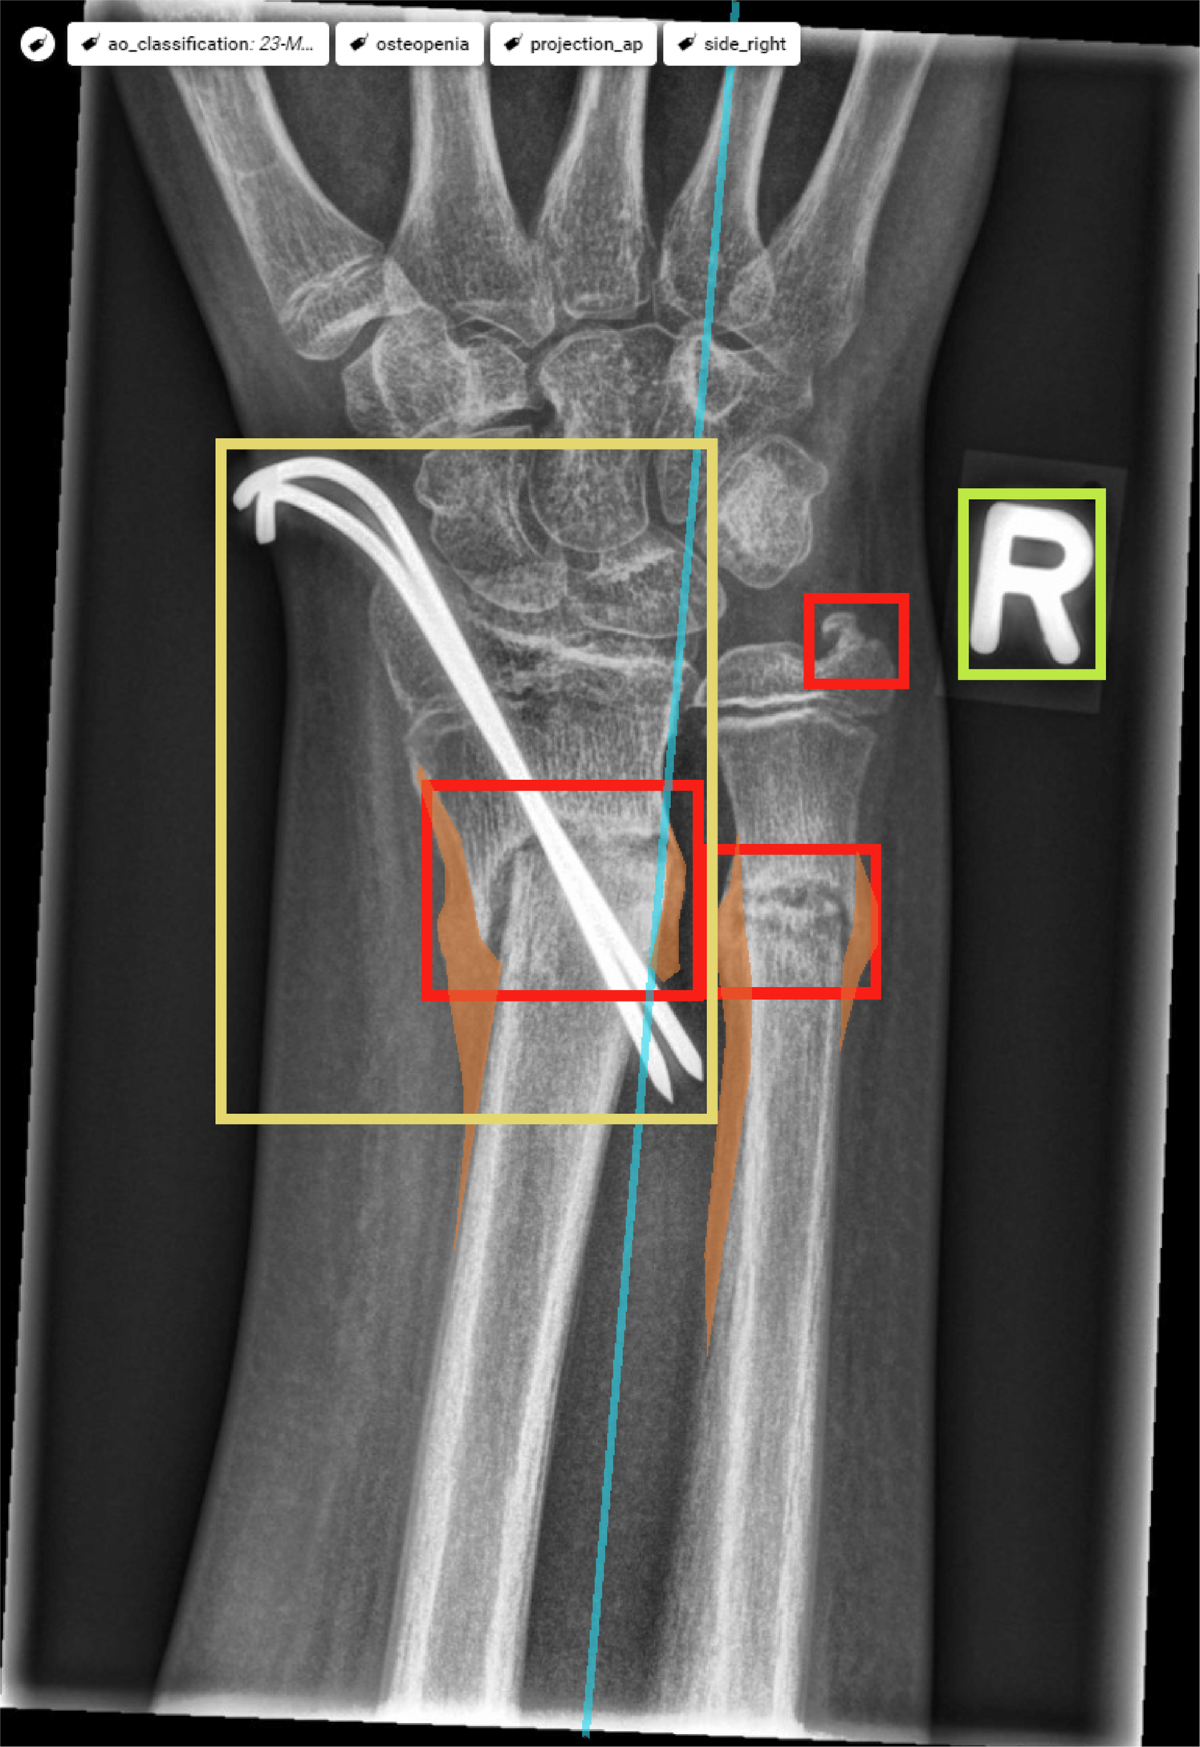 ao_classification: 23-M... osteopenia projection_ap side_right
R